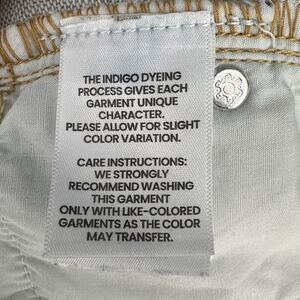 THE INDIGO DYEING
PROCESS GIVES EACH
GARMENT UNIQUE
CHARACTER.
PLEASE ALLOW FOR SLIGHT
COLOR VARIATION.
CARE INSTRUCTIONS:
WE STRONGLY
RECOMMEND WASHING
THIS GARMENT
ONLY WITH LIKE-COLORED
GARMENTS AS THE COLOR
MAY TRANSFER.